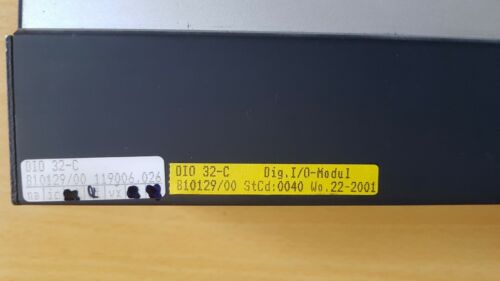 DIO 32-C
B10129/00 119006.026
DIO 32-C Dig.I/O-Modul
B10129/00 StCd:0040 Wo.22-2001